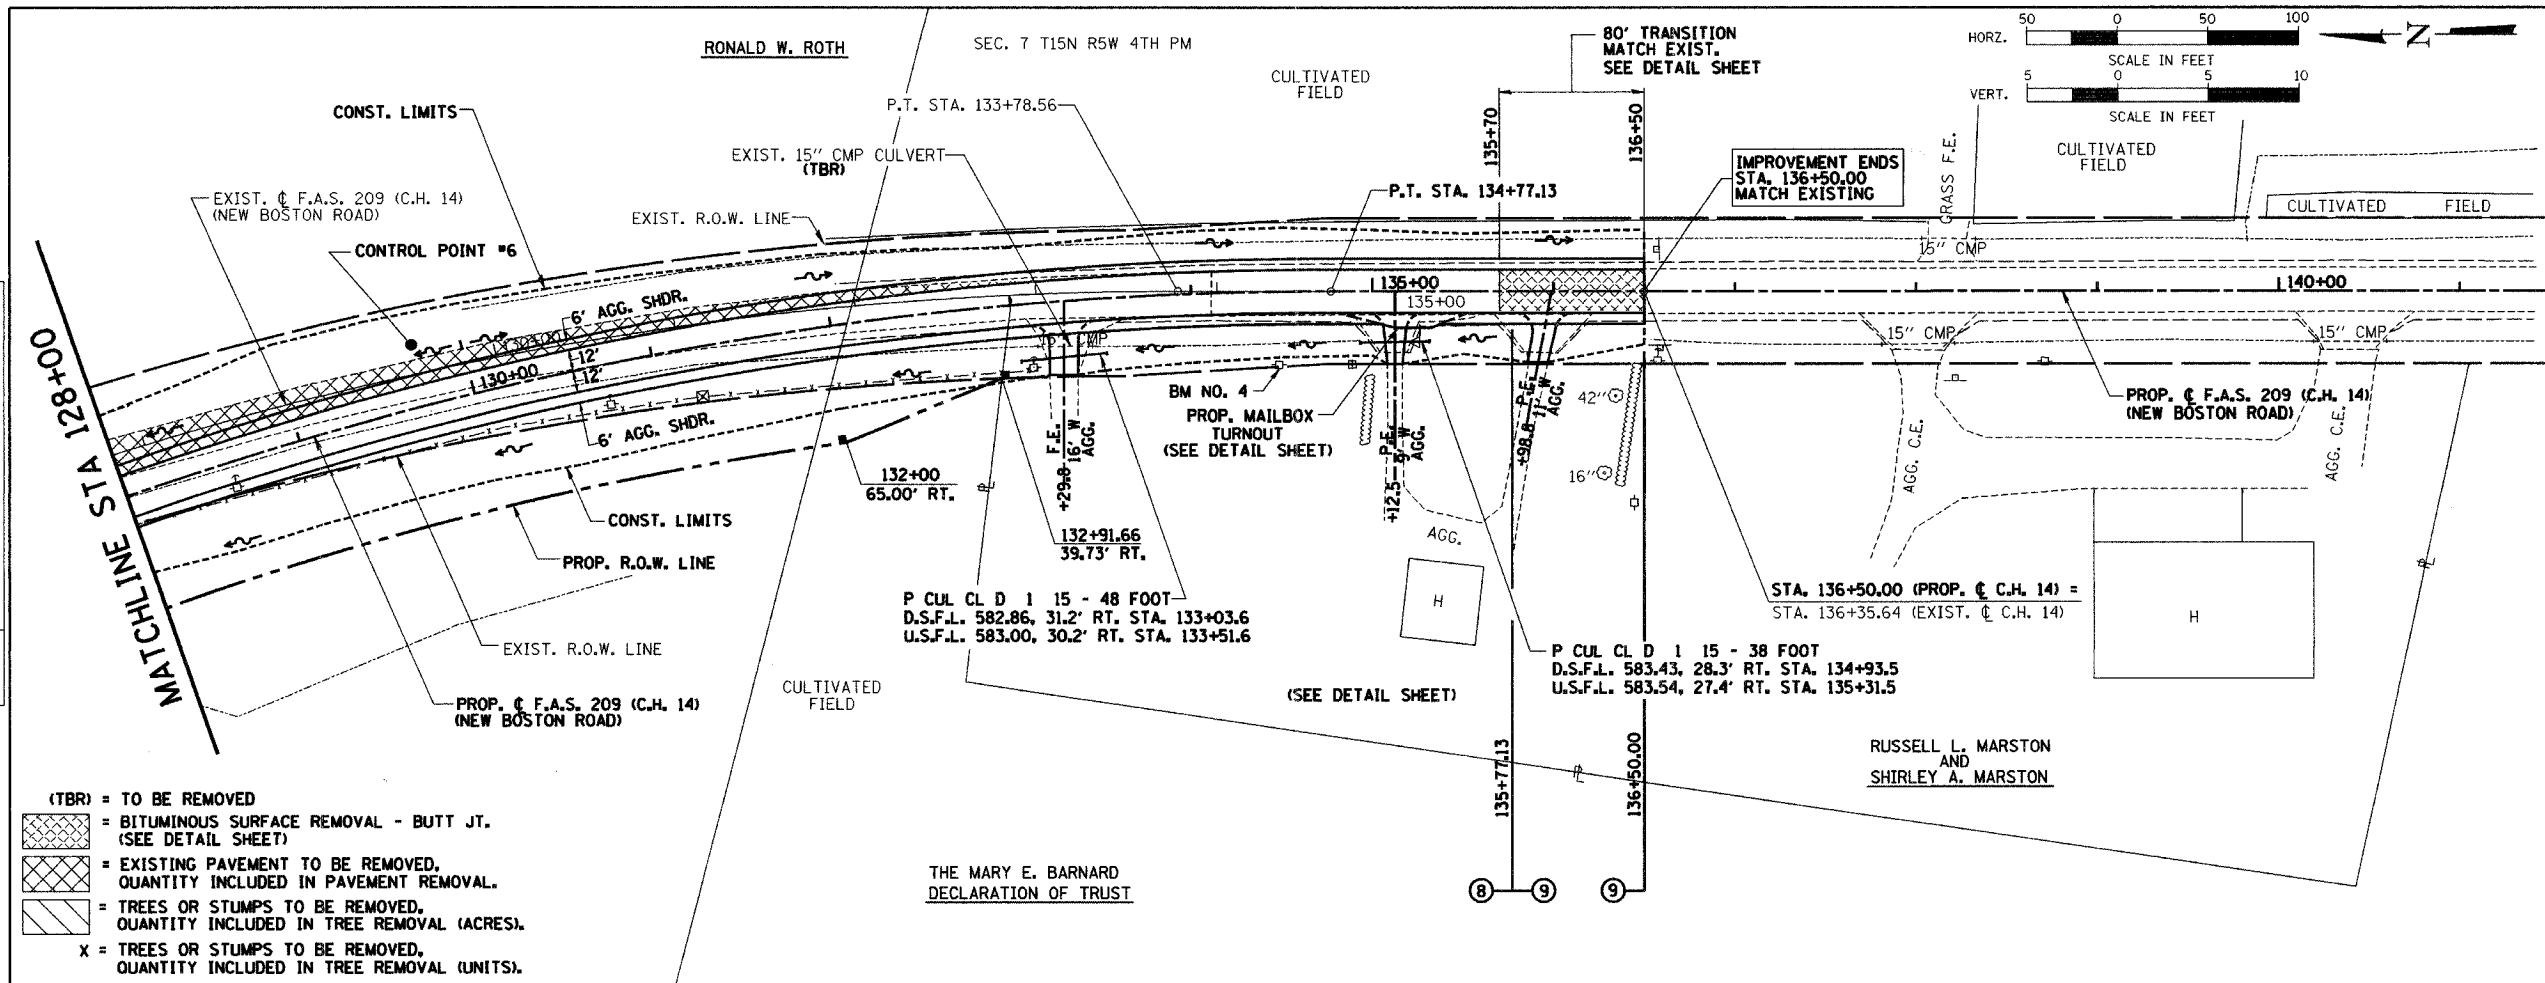 RONALD W. ROTH
SEC. 7 T15N R5W 4TH PM
80' TRANSITION
MATCH EXIST.
SEE DETAIL SHEET
HORZ.
50 0 50 100
SCALE IN FEET
VERT.
5 0 5 10
SCALE IN FEET
N
CONST. LIMITS
P.T. STA. 133+78.56
CULTIVATED
FIELD
EXIST. 15" CMP CULVERT
(TBR)
135+70
136+50
IMPROVEMENT ENDS
STA. 136+50.00
MATCH EXISTING
GRASS F.E.
CULTIVATED
FIELD
EXIST. ℄ F.A.S. 209 (C.H. 14)
(NEW BOSTON ROAD)
EXIST. R.O.W. LINE
P.T. STA. 134+77.13
CULTIVATED FIELD
CONTROL POINT #6
15" CMP
6' AGG. SHDR.
135+00
135+00
140+00
12'
12'
130+00
15" CMP
15" CMP
MATCHLINE STA 128+00
6' AGG. SHDR.
BM NO. 4
PROP. MAILBOX
TURNOUT
(SEE DETAIL SHEET)
+29.8 F.E.
16' W
AGG.
+12.5 P.E.
9' W
AGG.
+98.8 P.E.
11' W
AGG.
42"
16"
PROP. ℄ F.A.S. 209 (C.H. 14)
(NEW BOSTON ROAD)
AGG. C.E.
AGG. C.E.
132+00
65.00' RT.
CONST. LIMITS
132+91.66
39.73' RT.
AGG.
PROP. R.O.W. LINE
P CUL CL D 1 15 - 48 FOOT
D.S.F.L. 582.86, 31.2' RT. STA. 133+03.6
U.S.F.L. 583.00, 30.2' RT. STA. 133+51.6
H
STA. 136+50.00 (PROP. ℄ C.H. 14) =
STA. 136+35.64 (EXIST. ℄ C.H. 14)
H
EXIST. R.O.W. LINE
P CUL CL D 1 15 - 38 FOOT
D.S.F.L. 583.43, 28.3' RT. STA. 134+93.5
U.S.F.L. 583.54, 27.4' RT. STA. 135+31.5
CULTIVATED
FIELD
(SEE DETAIL SHEET)
PROP. ℄ F.A.S. 209 (C.H. 14)
(NEW BOSTON ROAD)
135+77.13
136+50.00
RUSSELL L. MARSTON
AND
SHIRLEY A. MARSTON
(TBR) = TO BE REMOVED
= BITUMINOUS SURFACE REMOVAL - BUTT JT.
(SEE DETAIL SHEET)
= EXISTING PAVEMENT TO BE REMOVED,
QUANTITY INCLUDED IN PAVEMENT REMOVAL.
= TREES OR STUMPS TO BE REMOVED,
QUANTITY INCLUDED IN TREE REMOVAL (ACRES).
X = TREES OR STUMPS TO BE REMOVED,
QUANTITY INCLUDED IN TREE REMOVAL (UNITS).
THE MARY E. BARNARD
DECLARATION OF TRUST
8 9 9